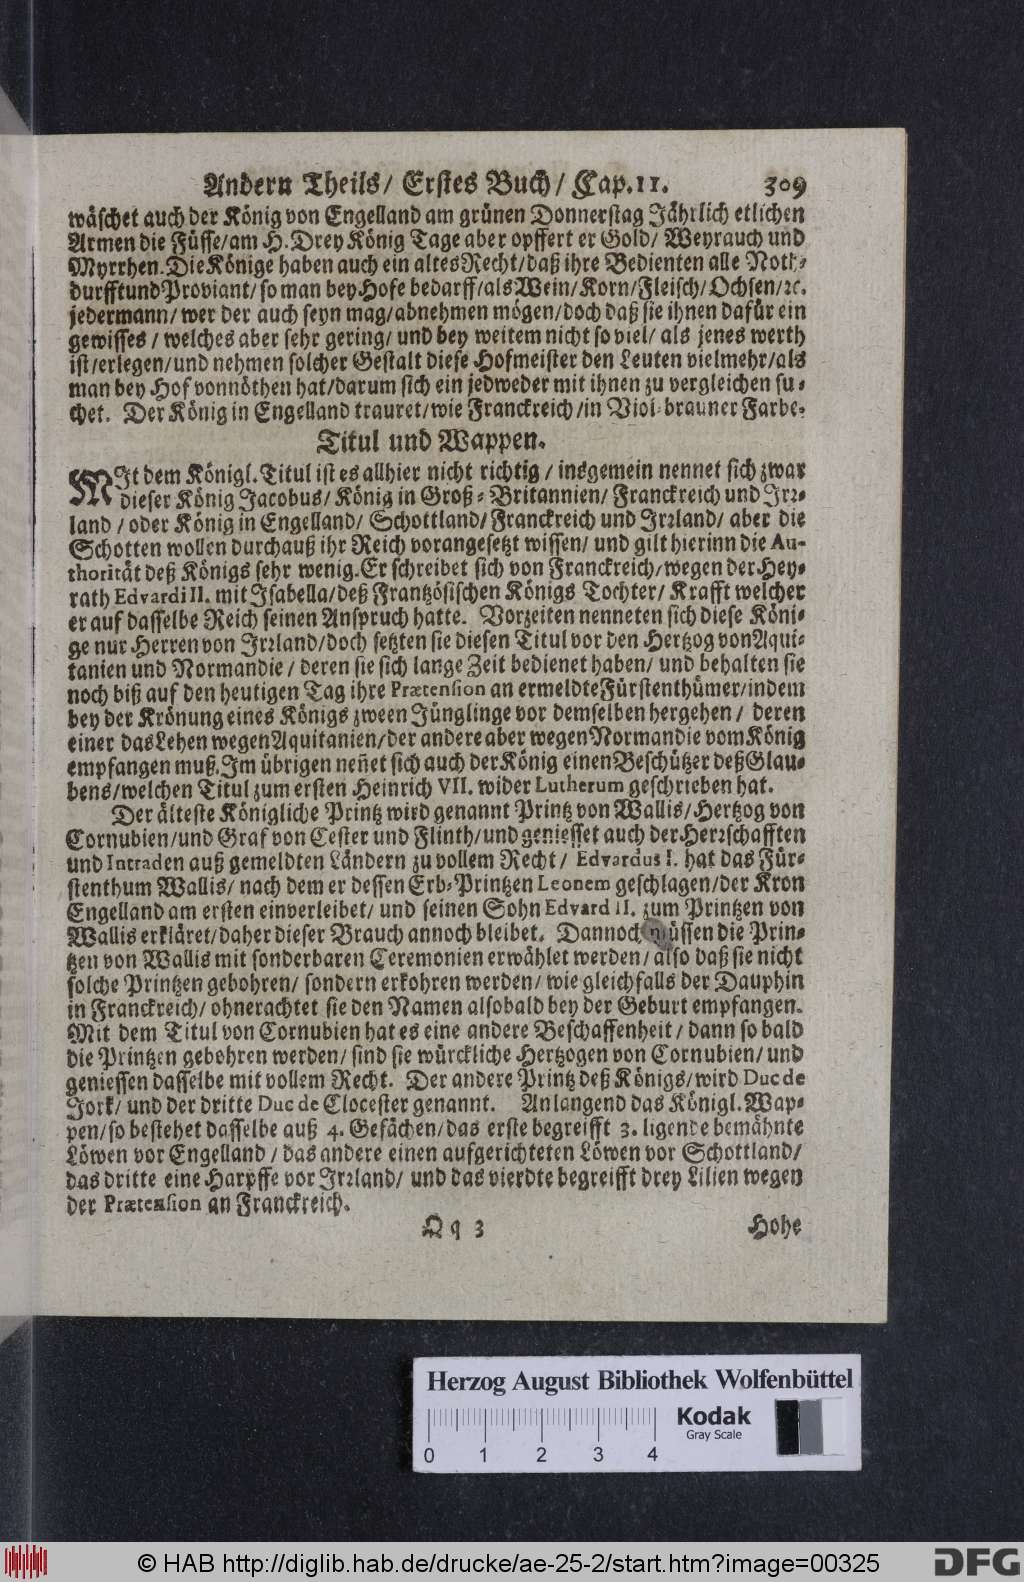 Andern Theils/ Erstes Buch/ Cap. 11. 309
wäschet auch der König von Engelland am grünen Donnerstag Jährlich etlichen
Armen die Füsse/ am H. Drey König Tage aber opffert er Gold/ Weyrauch und
Myrrhen. Die Könige haben auch ein altes Recht/ daß ihre Bedienten alle Noth-
durfft und Proviant/ so man bey Hofe bedarff/ als Wein/ Korn/ Fleisch/ Ochsen/ ꝛc.
jedermann/ wer der auch seyn mag/ abnehmen mögen/ doch daß sie ihnen dafür ein
gewisses/ welches aber sehr gering/ und bey weitem nicht so viel/ als jenes werth
ist/ erlegen/ und nehmen solcher Gestalt diese Hofmeister den Leuten vielmehr/ als
man bey Hof vonnöthen hat/ darum sich ein jedweder mit ihnen zu vergleichen su-
chet. Der König in Engelland trauret/ wie Franckreich/ in Viol-brauner Farbe.
Titul und Wappen.
MIt dem Königl. Titul ist es allhier nicht richtig/ insgemein nennet sich zwar
dieser König Jacobus/ König in Groß-Britannien/ Franckreich und Irr-
land/ oder König in Engelland/ Schottland/ Franckreich und Irrland/ aber die
Schotten wollen durchauß ihr Reich vorangesetzt wissen/ und gilt hierinn die Au-
thorität deß Königs sehr wenig. Er schreibet sich von Franckreich/ wegen der Hey-
rath Edvardi II. mit Isabella/ deß Frantzösischen Königs Tochter/ Krafft welcher
er auf dasselbe Reich seinen Anspruch hatte. Vorzeiten nenneten sich diese Köni-
ge nur Herren von Irrland/ doch setzten sie diesen Titul vor den Hertzog von Aqui-
tanien und Normandie/ deren sie sich lange Zeit bedienet haben/ und behalten sie
noch biß auf den heutigen Tag ihre Prætension an ermeldte Fürstenthümer/ indem
bey der Krönung eines Königs zween Jünglinge vor demselben hergehen/ deren
einer das Lehen wegen Aquitanien/ der andere aber wegen Normandie vom König
empfangen muß. Im übrigen neñet sich auch der König einen Beschützer deß Glau-
bens/ welchen Titul zum ersten Heinrich VII. wider Lutherum geschrieben hat.
Der älteste Königliche Printz wird genannt Printz von Wallis/ Hertzog von
Cornubien/ und Graf von Cester und Flinth/ und geniesset auch der Herrschafften
und Intraden auß gemeldten Ländern zu vollem Recht/ Edvardus I. hat das Für-
stenthum Wallis/ nach dem er dessen Erb-Printzen Leonem geschlagen/ der Kron
Engelland am ersten einverleibet/ und seinen Sohn Edvard II. zum Printzen von
Wallis erkläret/ daher dieser Brauch annoch bleibet. Dannoch müssen die Prin-
tzen von Wallis mit sonderbaren Ceremonien erwählet werden/ also daß sie nicht
solche Printzen gebohren/ sondern erkohren werden/ wie gleichfalls der Dauphin
in Franckreich/ ohnerachtet sie den Namen alsobald bey der Geburt empfangen.
Mit dem Titul von Cornubien hat es eine andere Beschaffenheit/ dann so bald
die Printzen gebohren werden/ sind sie würckliche Hertzogen von Cornubien/ und
geniessen dasselbe mit vollem Recht. Der andere Printz deß Königs/ wird Duc de
Jork/ und der dritte Duc de Clocester genannt. Anlangend das Königl. Wap-
pen/ so bestehet dasselbe auß 4. Gefächen/ das erste begreifft 3. ligende bemähnte
Löwen vor Engelland/ das andere einen aufgerichteten Löwen vor Schottland/
das dritte eine Harpffe vor Irrland/ und das vierdte begreifft drey Lilien wegen
der Prætension an Franckreich.
Qq 3 Hohe
Herzog August Bibliothek Wolfenbüttel
0 1 2 3 4
Kodak
Gray Scale
© HAB http://diglib.hab.de/drucke/ae-25-2/start.htm?image=00325
DFG